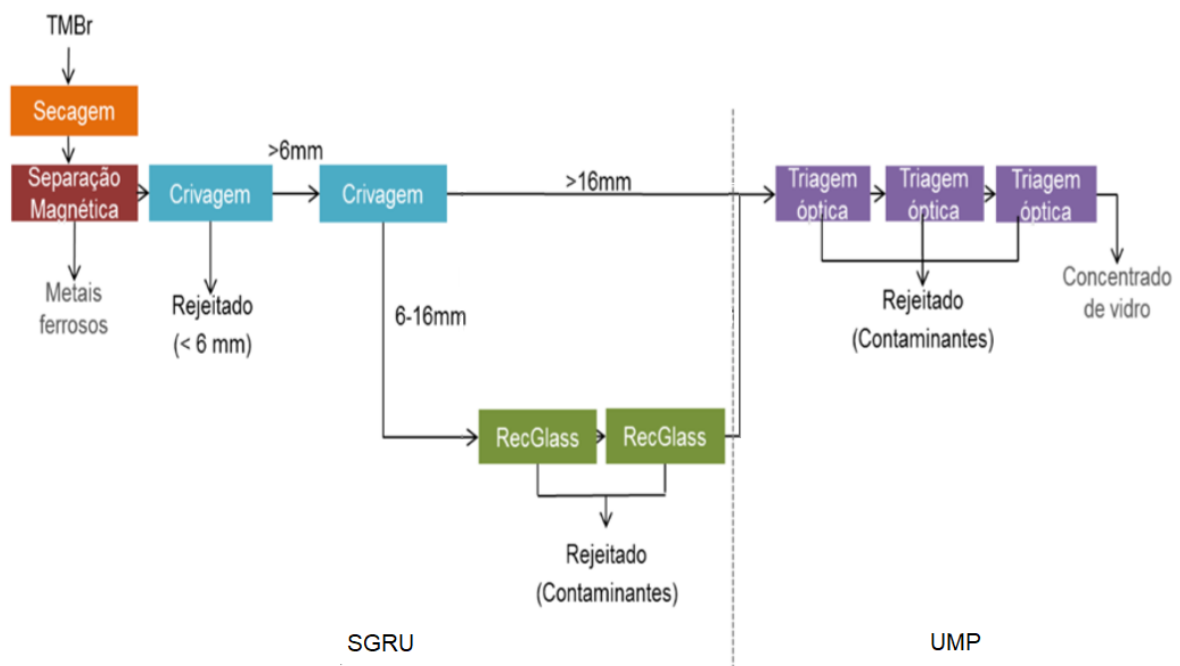 TMBr
Secagem
Separação
Magnética
Metais
ferrosos
Crivagem
Rejeitado
(< 6 mm)
>6mm
Crivagem
>16mm
6-16mm
RecGlass
RecGlass
Rejeitado
(Contaminantes)
Triagem
óptica
Triagem
óptica
Triagem
óptica
Rejeitado
(Contaminantes)
Concentrado
de vidro
SGRU
UMP